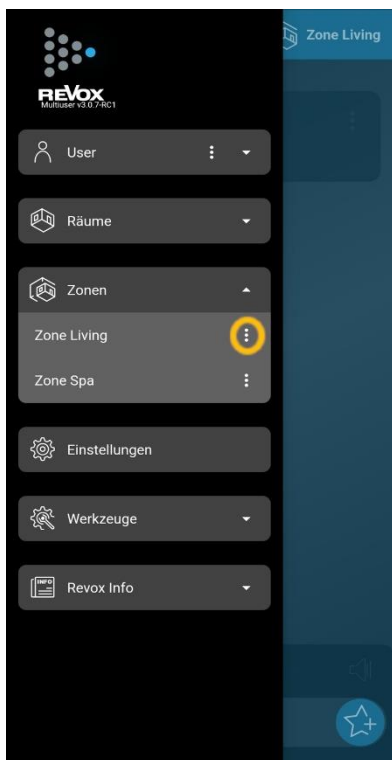 Zone Living
REVOX
Multiuser v3.0.7-RC1
User
Räume
Zonen
Zone Living
Zone Spa
Einstellungen
Werkzeuge
INFO
Revox Info